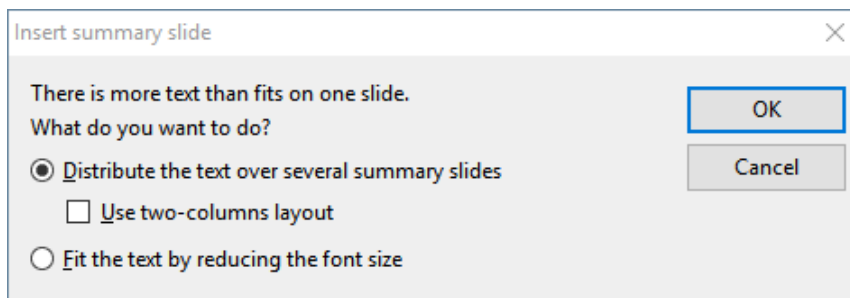 Insert summary slide
There is more text than fits on one slide.
What do you want to do?
OK
Distribute the text over several summary slides
Cancel
Use two-columns layout
Fit the text by reducing the font size